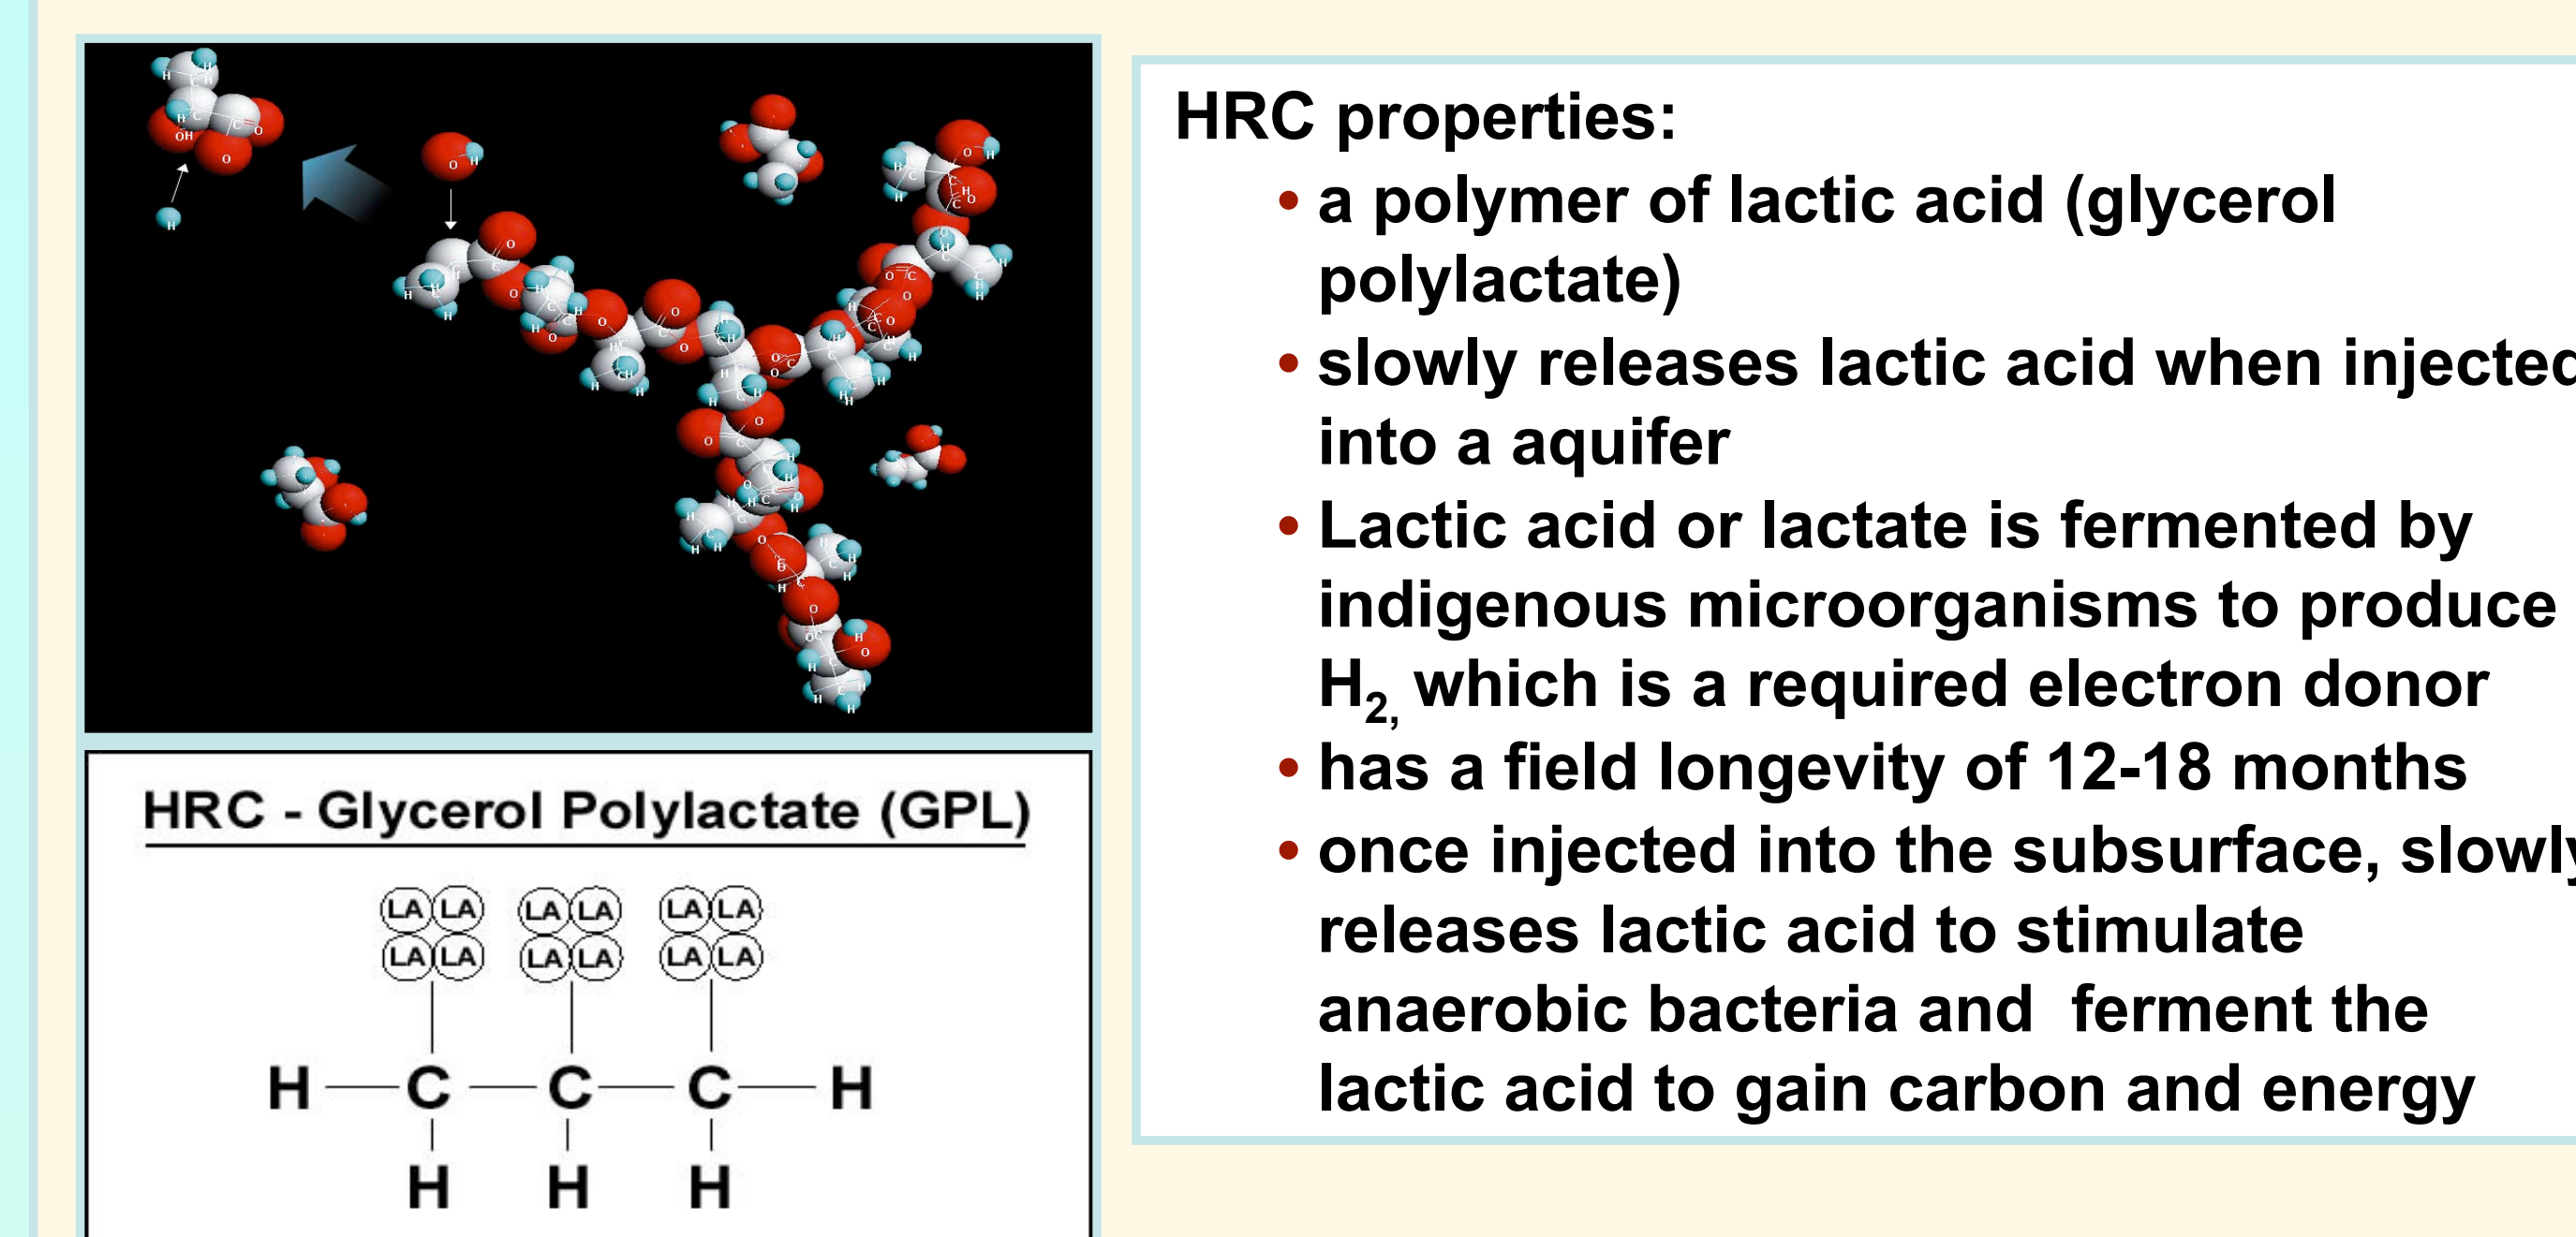 HRC properties:
• a polymer of lactic acid (glycerol
polylactate)
• slowly releases lactic acid when injected
into a aquifer
• Lactic acid or lactate is fermented by
indigenous microorganisms to produce
H2, which is a required electron donor
• has a field longevity of 12-18 months
• once injected into the subsurface, slowly
releases lactic acid to stimulate
anaerobic bacteria and  ferment the
lactic acid to gain carbon and energy
HRC - Glycerol Polylactate (GPL)
LA LA LA LA LA LA
LA LA LA LA LA LA
H C C C H
H H H